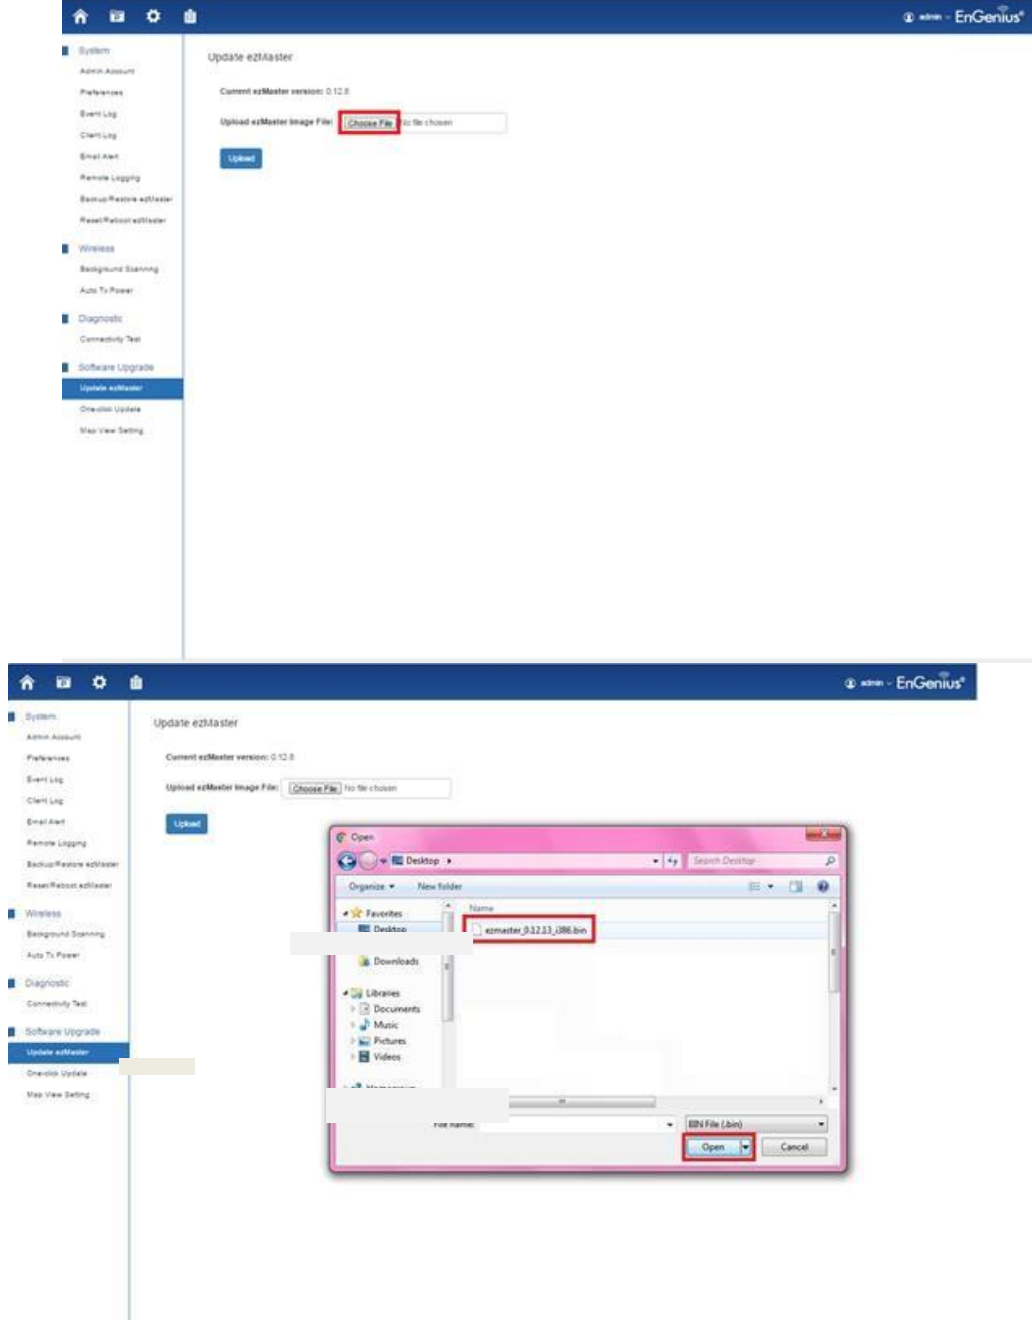 admin
EnGenius®
System
Admin Account
Preferences
Event Log
Client Log
Email Alert
Remote Logging
Backup/Restore ezMaster
Reset/Reboot ezMaster
Wireless
Background Scanning
Auto Tx Power
Diagnostic
Connectivity Test
Software Upgrade
Update ezMaster
One-click Update
Map View Setting
Update ezMaster
Current ezMaster version: 0.12.8
Upload ezMaster Image File: Choose File No file chosen
Upload
admin
EnGenius®
System
Admin Account
Preferences
Event Log
Client Log
Email Alert
Remote Logging
Backup/Restore ezMaster
Reset/Reboot ezMaster
Wireless
Background Scanning
Auto Tx Power
Diagnostic
Connectivity Test
Software Upgrade
Update ezMaster
One-click Update
Map View Setting
Update ezMaster
Current ezMaster version: 0.12.8
Upload ezMaster Image File: Choose File No file chosen
Upload
Open
Desktop
Search Desktop
Organize
New folder
Favorites
Desktop
Downloads
Libraries
Documents
Music
Pictures
Videos
Name
ezmaster_0.12.13_i386.bin
File name:
BIN File (.bin)
Open
Cancel